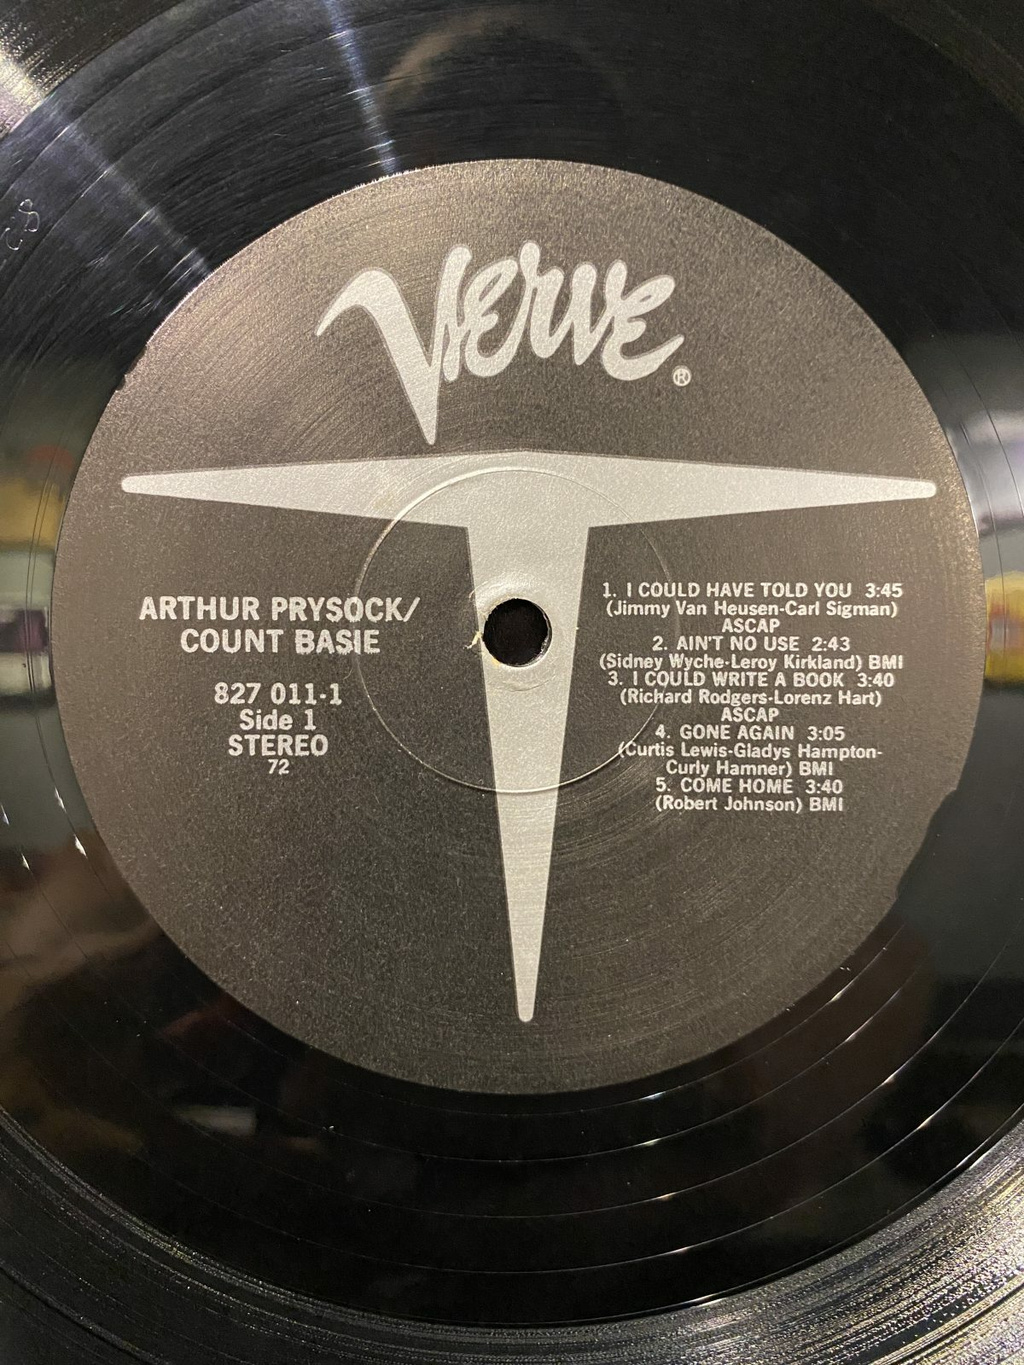 Verve®
ARTHUR PRYSOCK/
COUNT BASIE
827 011-1
Side 1
STEREO
72
1. I COULD HAVE TOLD YOU 3:45
(Jimmy Van Heusen-Carl Sigman)
ASCAP
2. AIN'T NO USE 2:43
(Sidney Wyche-Leroy Kirkland) BMI
3. I COULD WRITE A BOOK 3:40
(Richard Rodgers-Lorenz Hart)
ASCAP
4. GONE AGAIN 3:05
(Curtis Lewis-Gladys Hampton-
Curly Hamner) BMI
5. COME HOME 3:40
(Robert Johnson) BMI